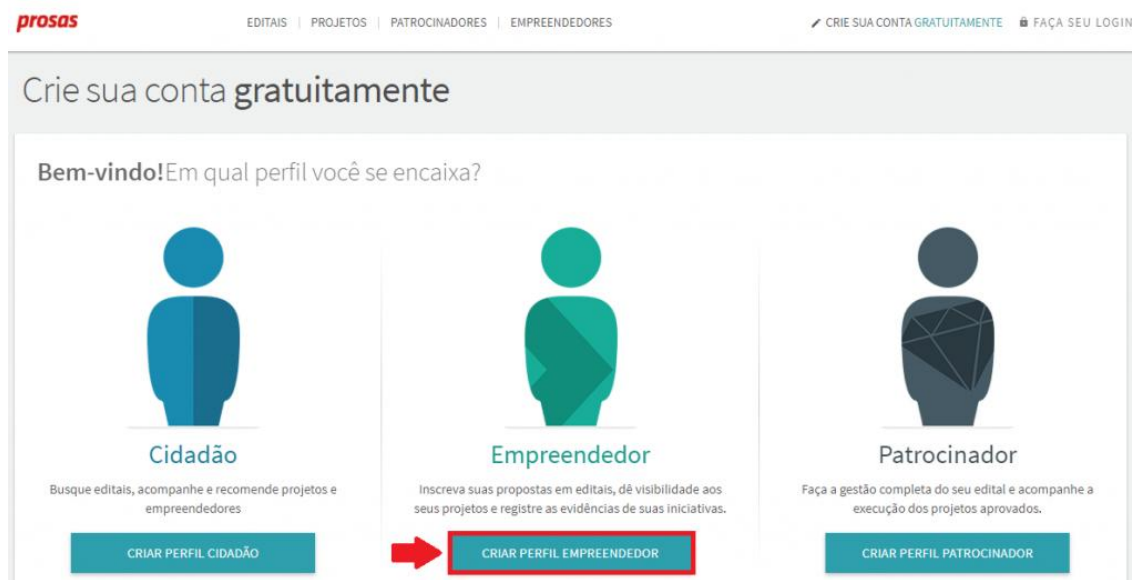 prosas
EDITAIS | PROJETOS | PATROCINADORES | EMPREENDEDORES
CRIE SUA CONTA GRATUITAMENTE
FAÇA SEU LOGIN
Crie sua conta gratuitamente
Bem-vindo!Em qual perfil você se encaixa?
Cidadão
Busque editais, acompanhe e recomende projetos e
empreendedores
CRIAR PERFIL CIDADÃO
Empreendedor
Inscreva suas propostas em editais, dê visibilidade aos
seus projetos e registre as evidências de suas iniciativas.
CRIAR PERFIL EMPREENDEDOR
Patrocinador
Faça a gestão completa do seu edital e acompanhe a
execução dos projetos aprovados.
CRIAR PERFIL PATROCINADOR